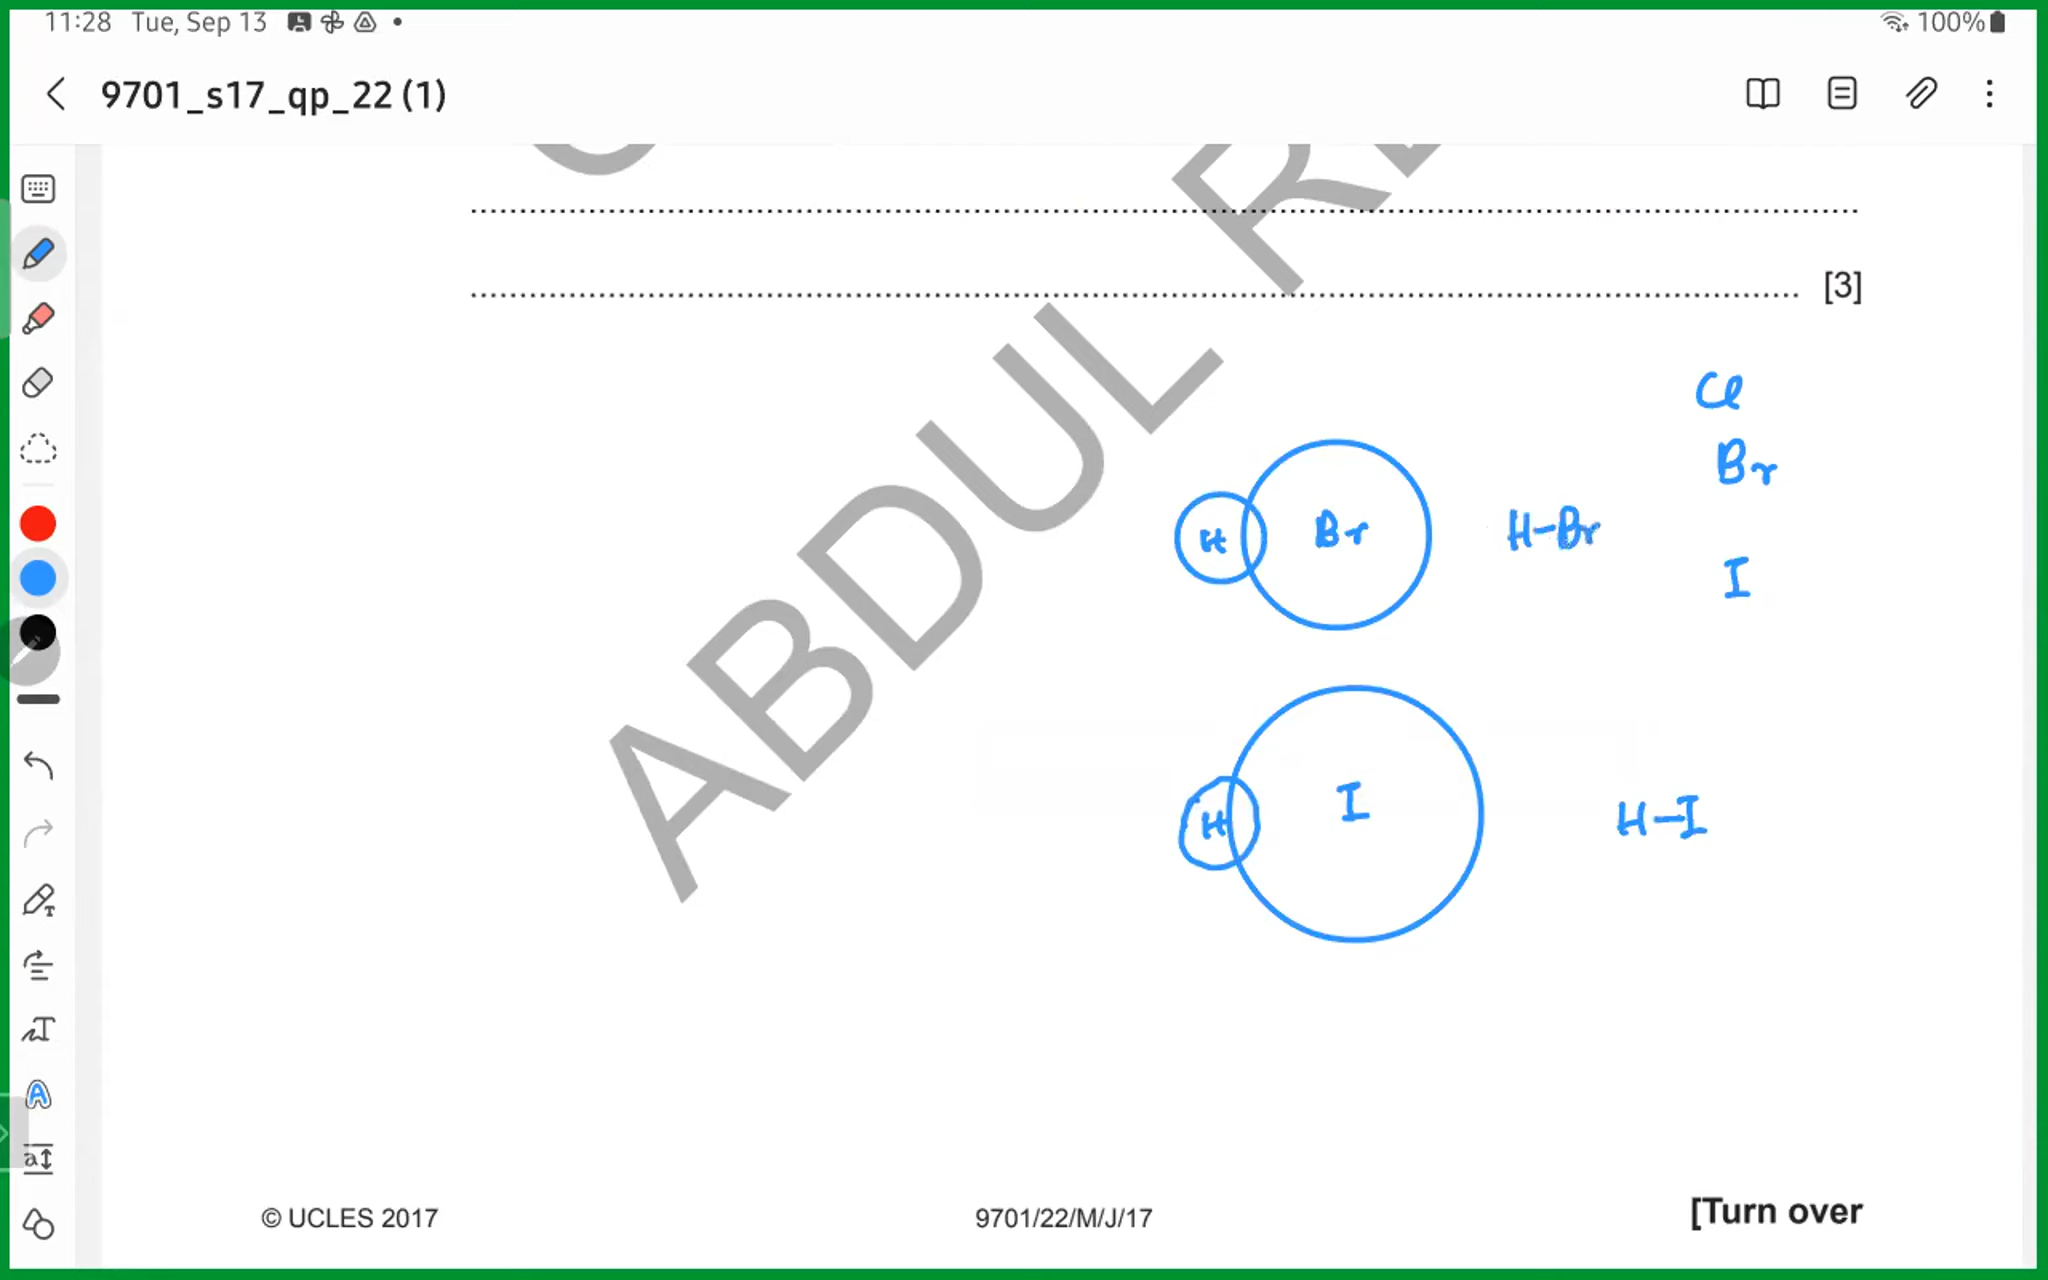 11:28 Tue, Sep 13 100%
9701_s17_qp_22 (1)
[3]
ABDUL
Cl
Br
H Br H-Br
I
H I H-I
© UCLES 2017 9701/22/M/J/17 [Turn over